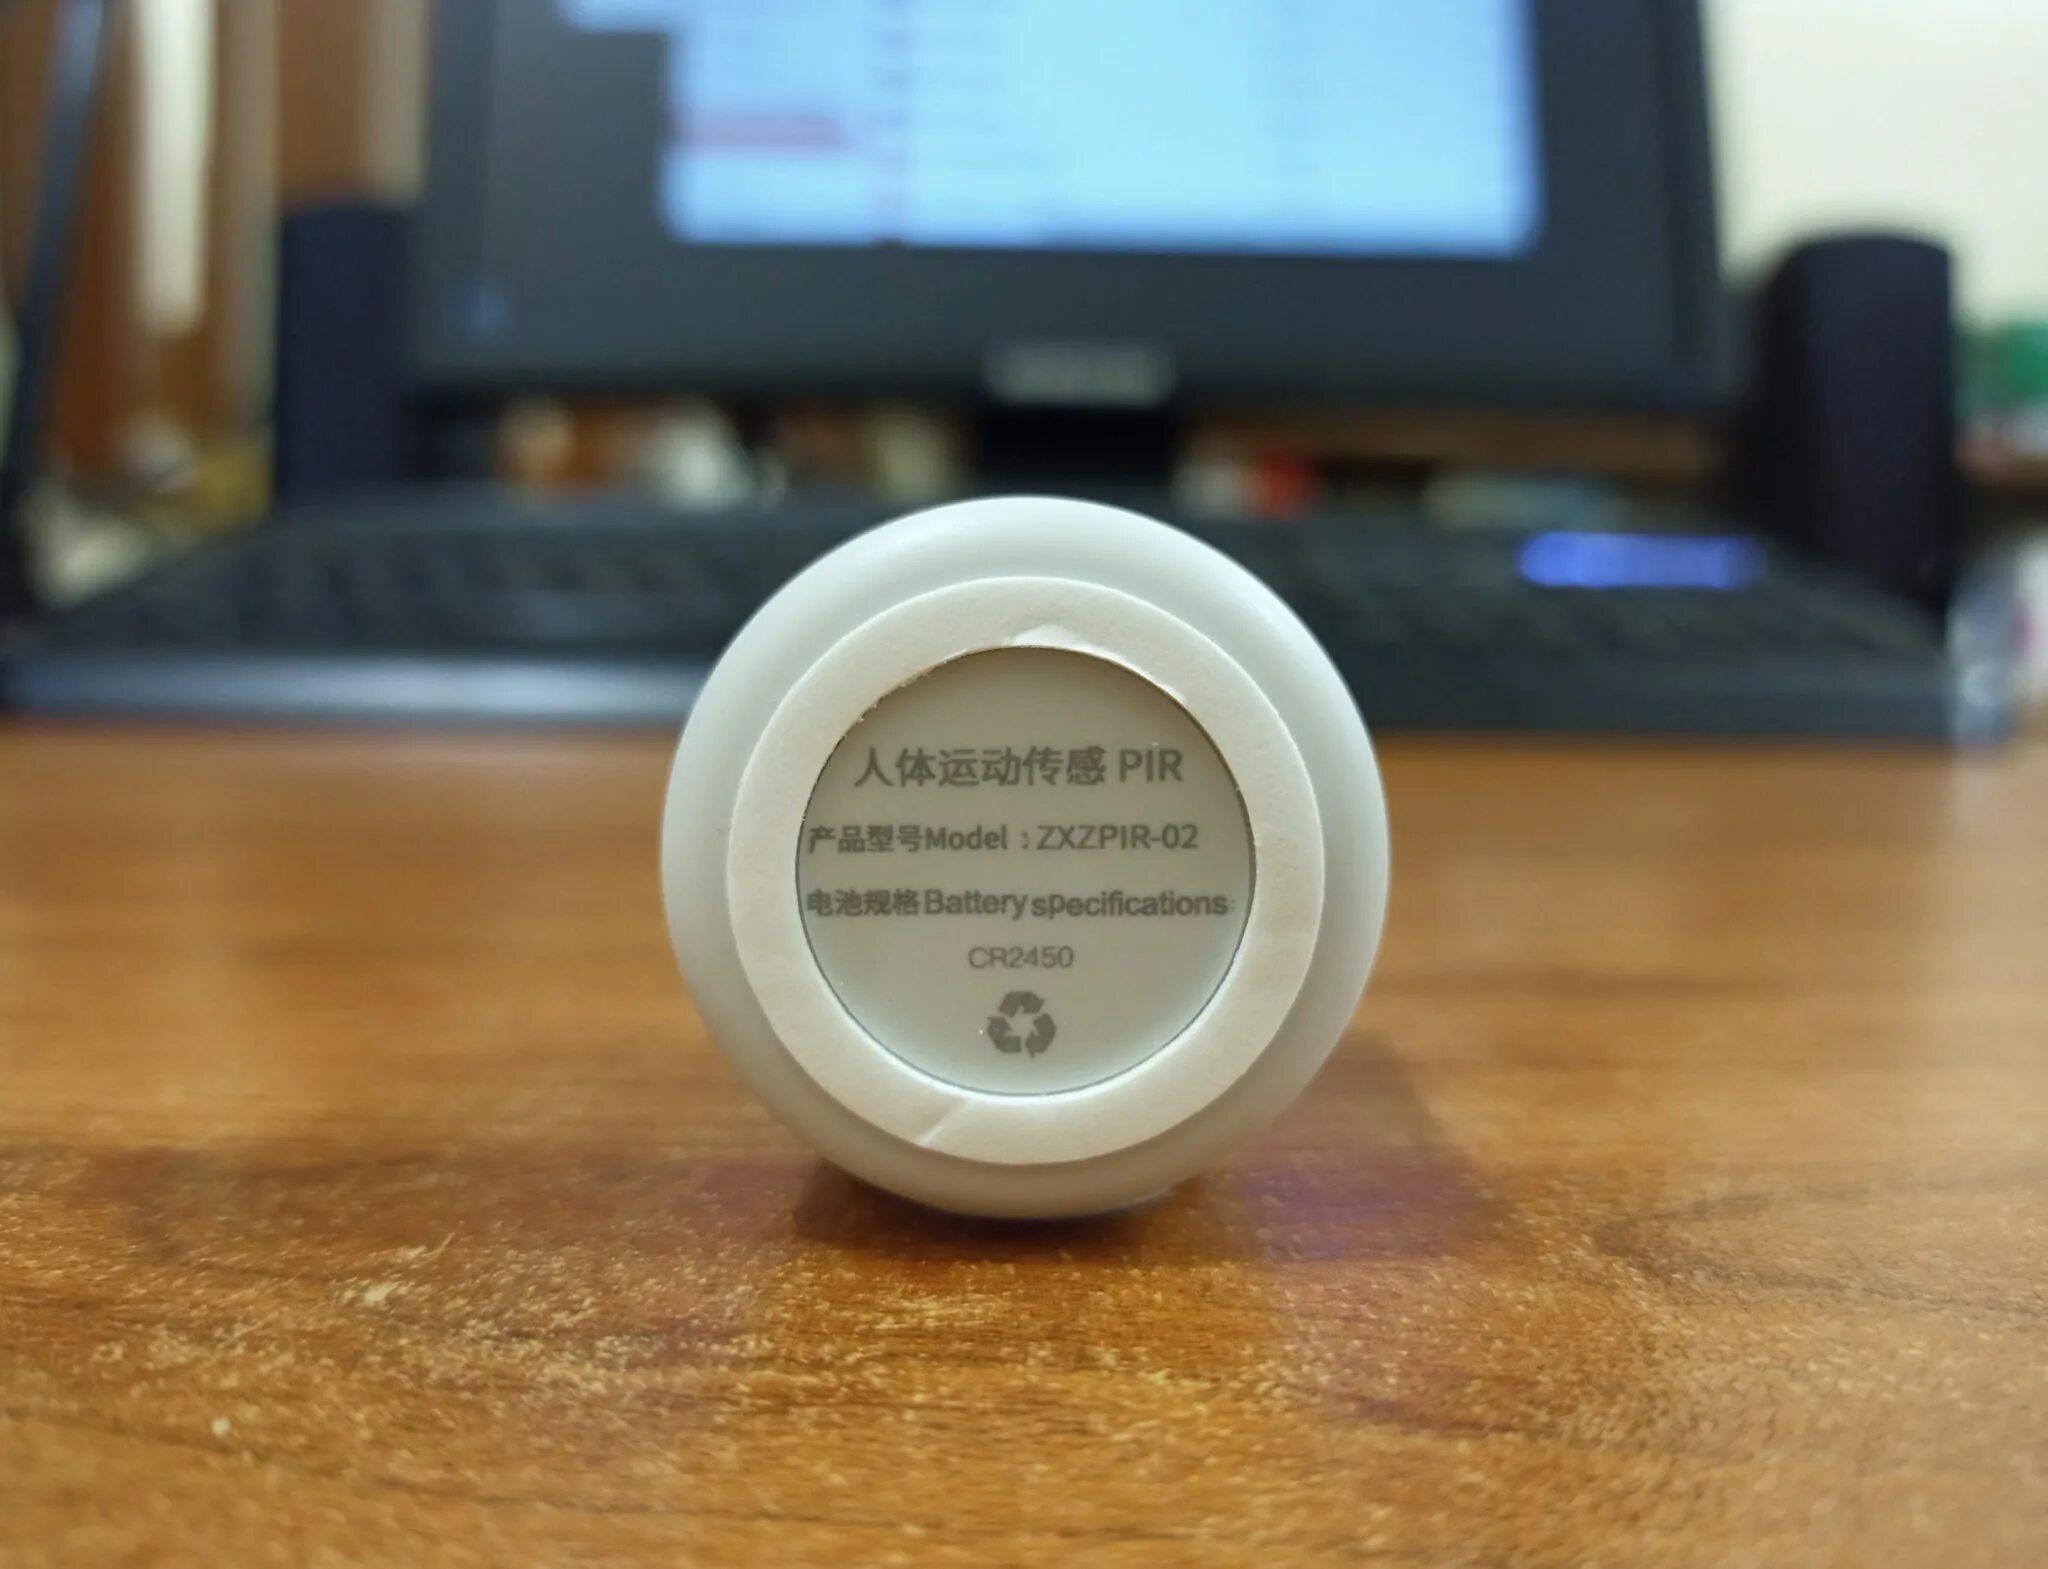 人体运动传感 PIR
产品型号Model : ZXZPIR-02
电池规格Battery specifications:
CR2450